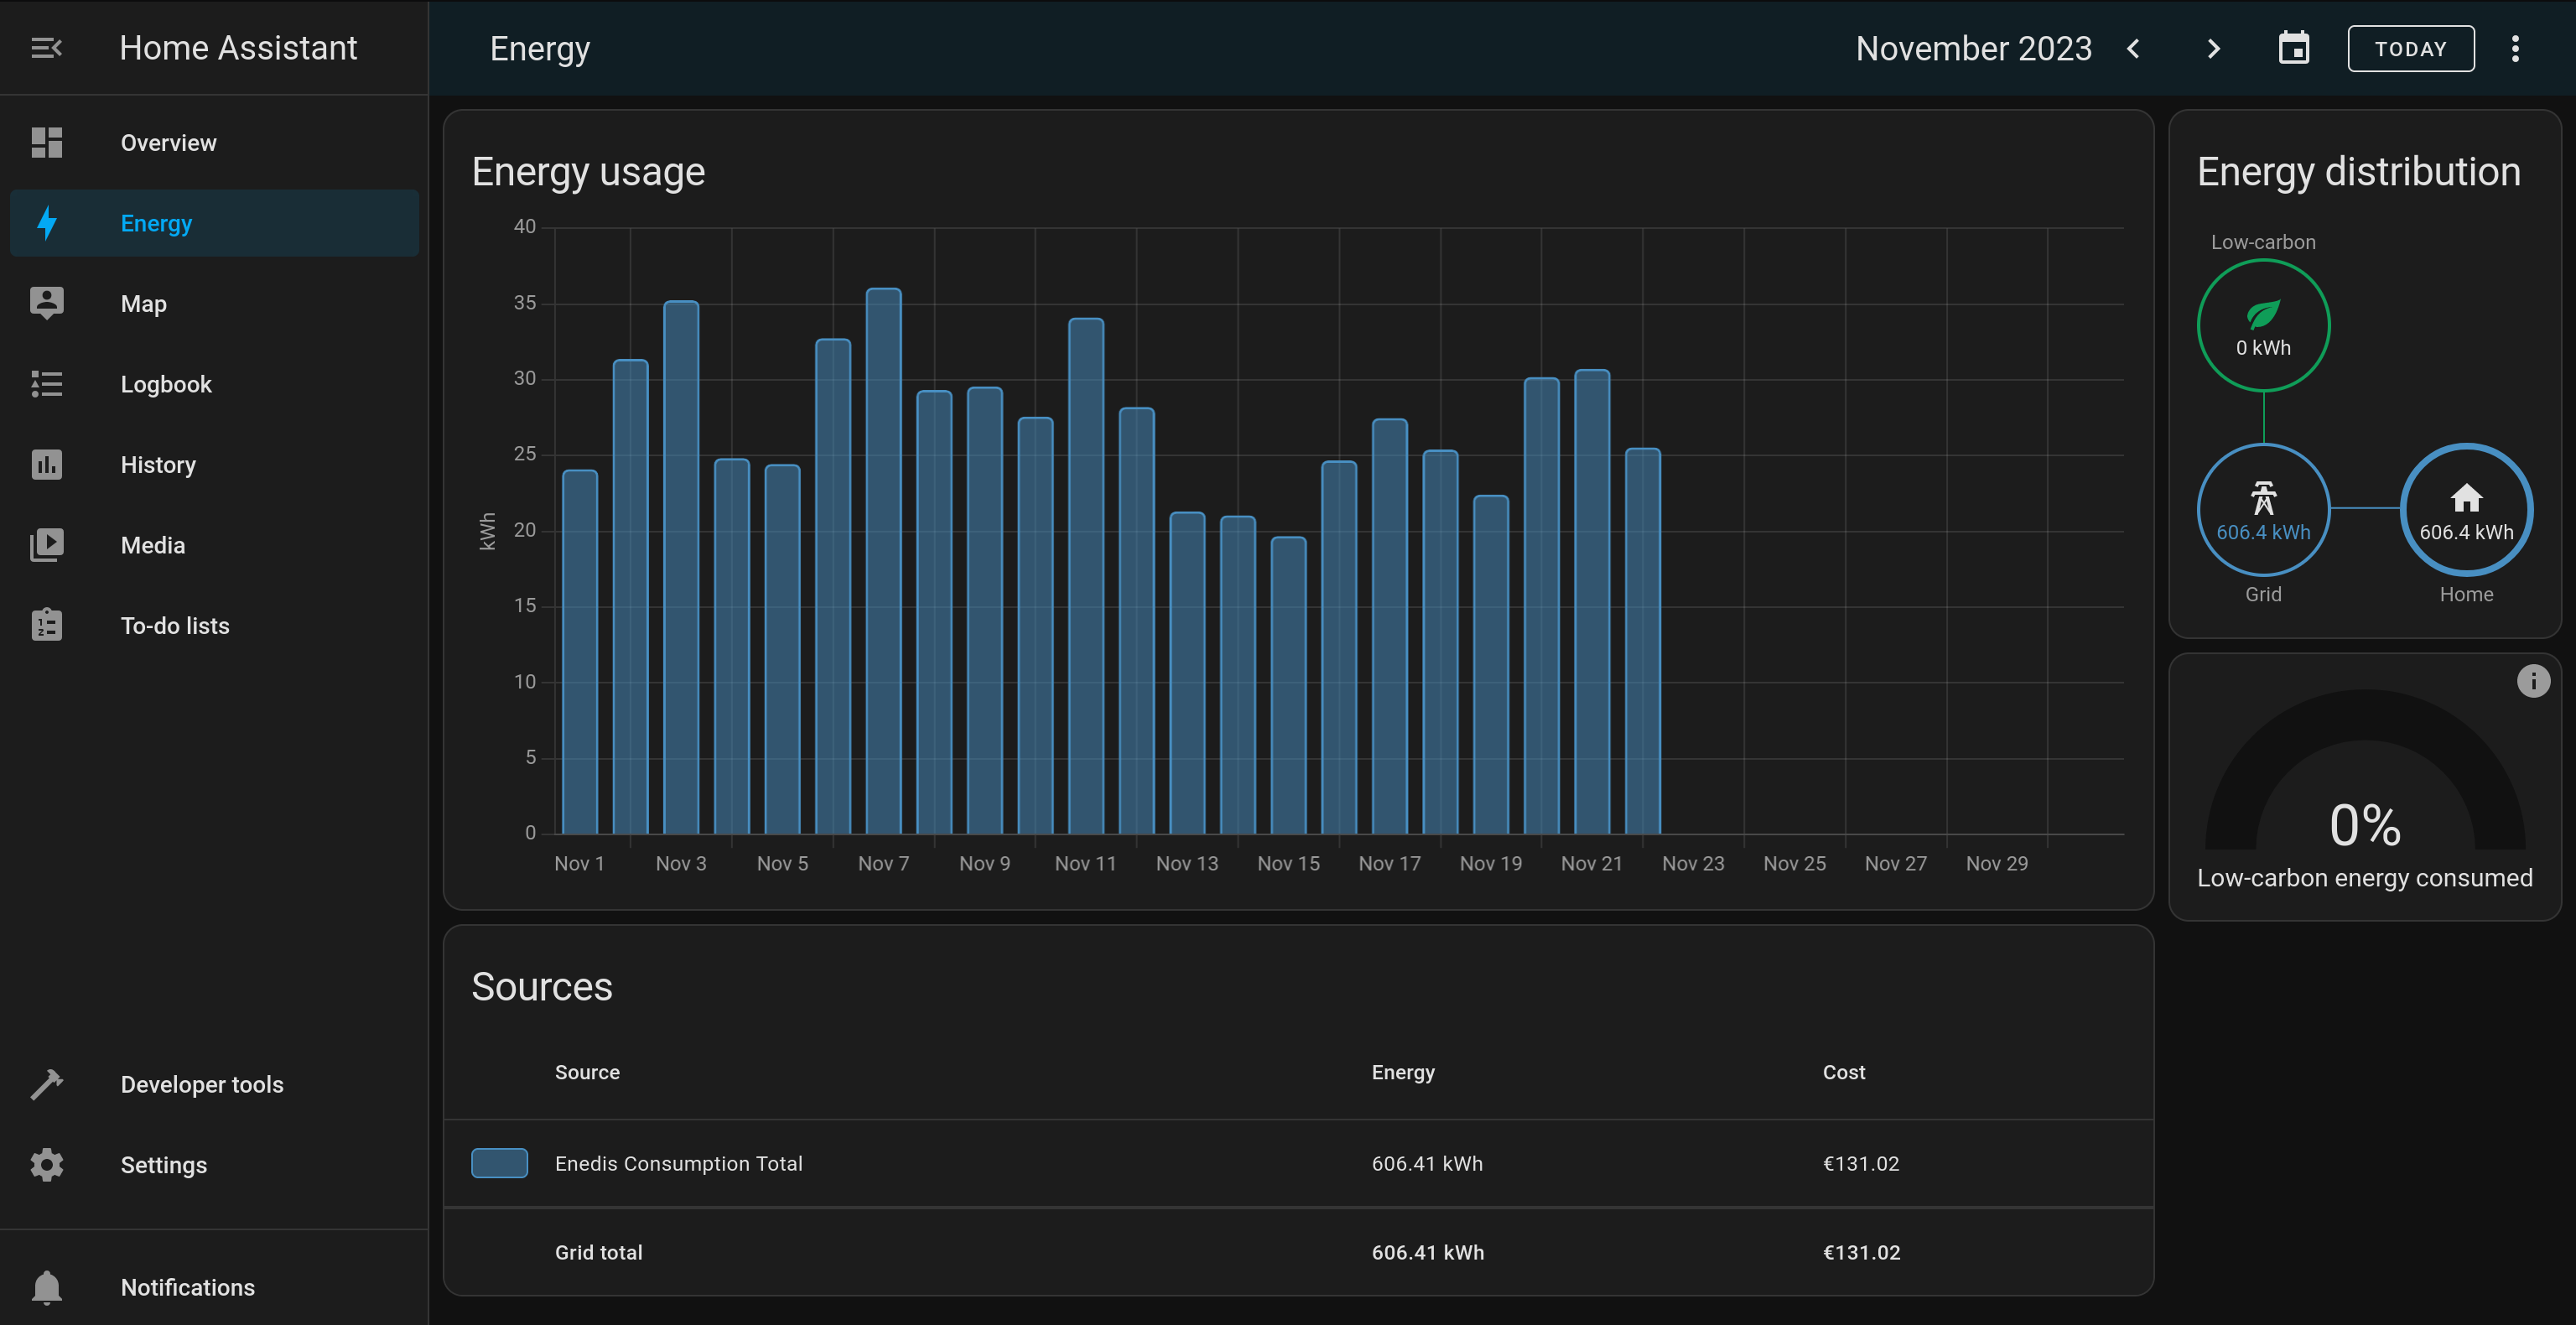 Home Assistant
Overview
Energy
Map
Logbook
History
Media
To-do lists
Developer tools
Settings
Notifications
Energy
November 2023
TODAY
Energy usage
40
35
30
25
20
15
10
5
0
kWh
Nov 1 Nov 3 Nov 5 Nov 7 Nov 9 Nov 11 Nov 13 Nov 15 Nov 17 Nov 19 Nov 21 Nov 23 Nov 25 Nov 27 Nov 29
Sources
Source Energy Cost
Enedis Consumption Total 606.41 kWh €131.02
Grid total 606.41 kWh €131.02
Energy distribution
Low-carbon
0 kWh
606.4 kWh 606.4 kWh
Grid Home
0%
Low-carbon energy consumed